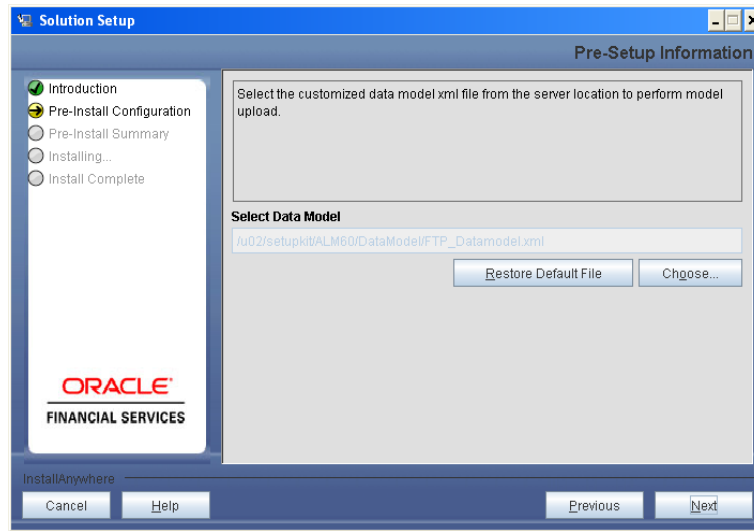 Solution Setup
Pre-Setup Information
Introduction
Pre-Install Configuration
Pre-Install Summary
Installing...
Install Complete
ORACLE
FINANCIAL SERVICES
Select the customized data model xml file from the server location to perform model
upload.
Select Data Model
/u02/setupkit/ALM60/DataModel/FTP_Datamodel.xml
Restore Default File
Choose...
InstallAnywhere
Cancel
Help
Previous
Next